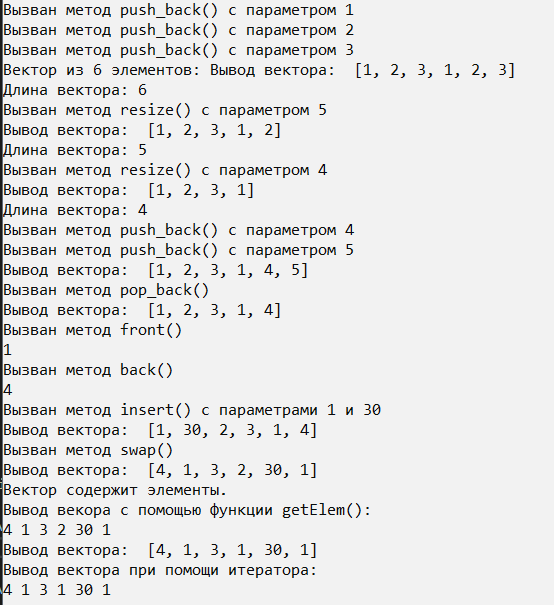 Вызван метод push_back() с параметром 1
Вызван метод push_back() с параметром 2
Вызван метод push_back() с параметром 3
Вектор из 6 элементов: Вывод вектора:  [1, 2, 3, 1, 2, 3]
Длина вектора: 6
Вызван метод resize() с параметром 5
Вывод вектора:  [1, 2, 3, 1, 2]
Длина вектора: 5
Вызван метод resize() с параметром 4
Вывод вектора:  [1, 2, 3, 1]
Длина вектора: 4
Вызван метод push_back() с параметром 4
Вызван метод push_back() с параметром 5
Вывод вектора:  [1, 2, 3, 1, 4, 5]
Вызван метод pop_back()
Вывод вектора:  [1, 2, 3, 1, 4]
Вызван метод front()
1
Вызван метод back()
4
Вызван метод insert() с параметрами 1 и 30
Вывод вектора:  [1, 30, 2, 3, 1, 4]
Вызван метод swap()
Вывод вектора:  [4, 1, 3, 2, 30, 1]
Вектор содержит элементы.
Вывод векора с помощью функции getElem():
4 1 3 2 30 1
Вывод вектора:  [4, 1, 3, 1, 30, 1]
Вывод вектора при помощи итератора:
4 1 3 1 30 1